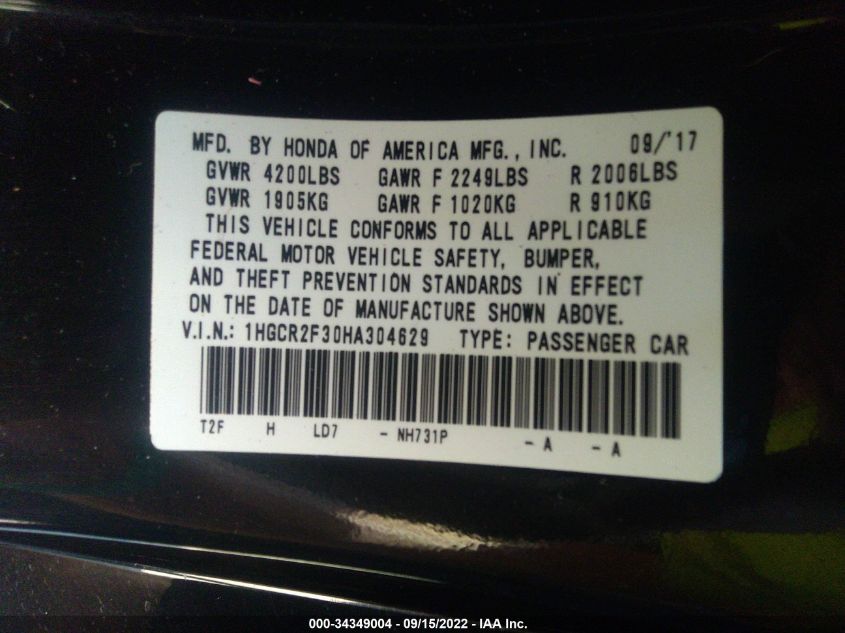 MFD. BY HONDA OF AMERICA MFG., INC. 09/'17
GVWR 4200LBS GAWR F 2249LBS R 2006LBS
GVWR 1905KG GAWR F 1020KG R 910KG
THIS VEHICLE CONFORMS TO ALL APPLICABLE
FEDERAL MOTOR VEHICLE SAFETY, BUMPER,
AND THEFT PREVENTION STANDARDS IN EFFECT
ON THE DATE OF MANUFACTURE SHOWN ABOVE.
V.I.N.: 1HGCR2F30HA304629 TYPE: PASSENGER CAR
T2F H LD7 - NH731P - A - A
000-34349004 - 09/15/2022 - IAA Inc.